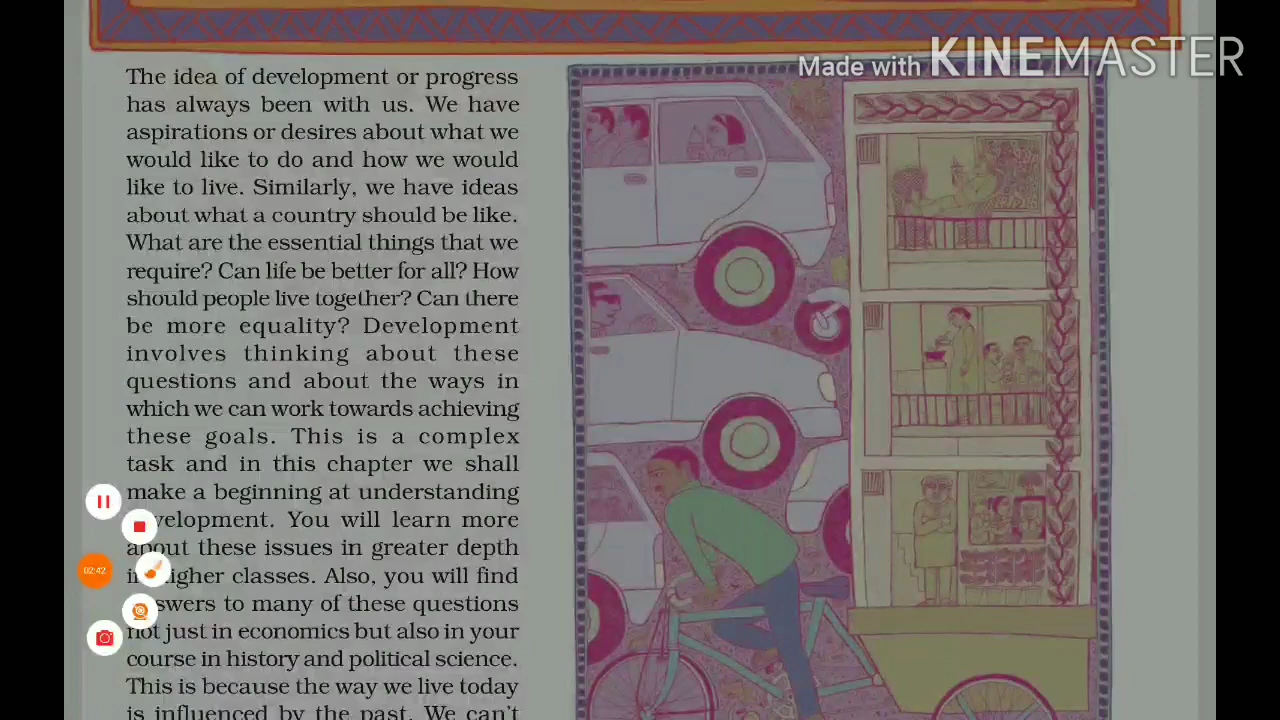 Made with KINEMASTER
The idea of development or progress
has always been with us. We have
aspirations or desires about what we
would like to do and how we would
like to live. Similarly, we have ideas
about what a country should be like.
What are the essential things that we
require? Can life be better for all? How
should people live together? Can there
be more equality? Development
involves thinking about these
questions and about the ways in
which we can work towards achieving
these goals. This is a complex
task and in this chapter we shall
make a beginning at understanding
velopment. You will learn more
about these issues in greater depth
02:42
in higher classes. Also, you will find
swers to many of these questions
not just in economics but also in your
course in history and political science.
This is because the way we live today
is influenced by the past. We can't